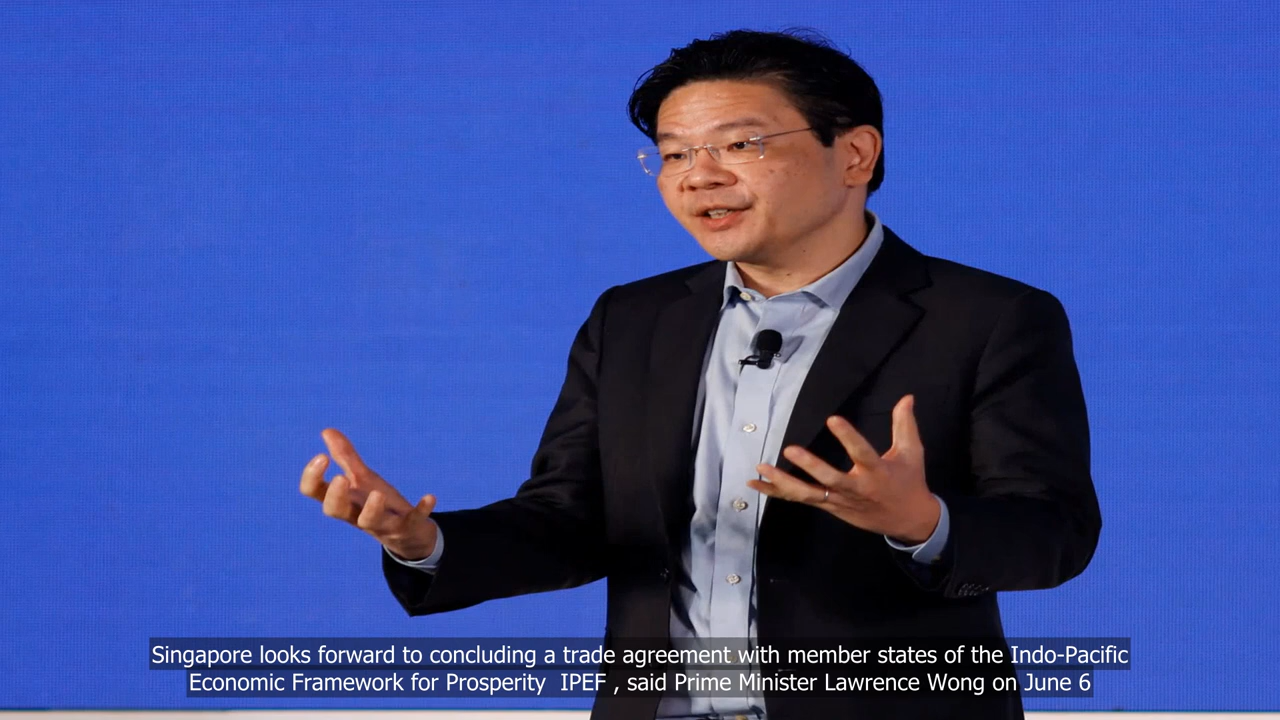 Singapore looks forward to concluding a trade agreement with member states of the Indo-Pacific
Economic Framework for Prosperity  IPEF , said Prime Minister Lawrence Wong on June 6